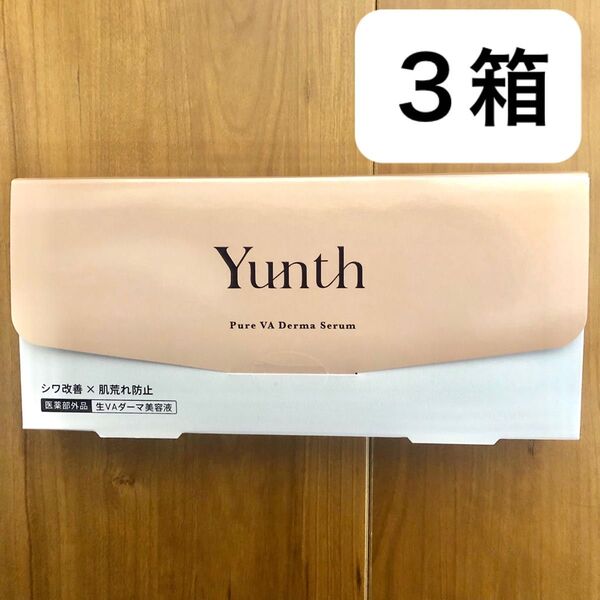 3箱
Yunth
Pure VA Derma Serum
シワ改善×肌荒れ防止
医薬部外品 生VAダーマ美容液